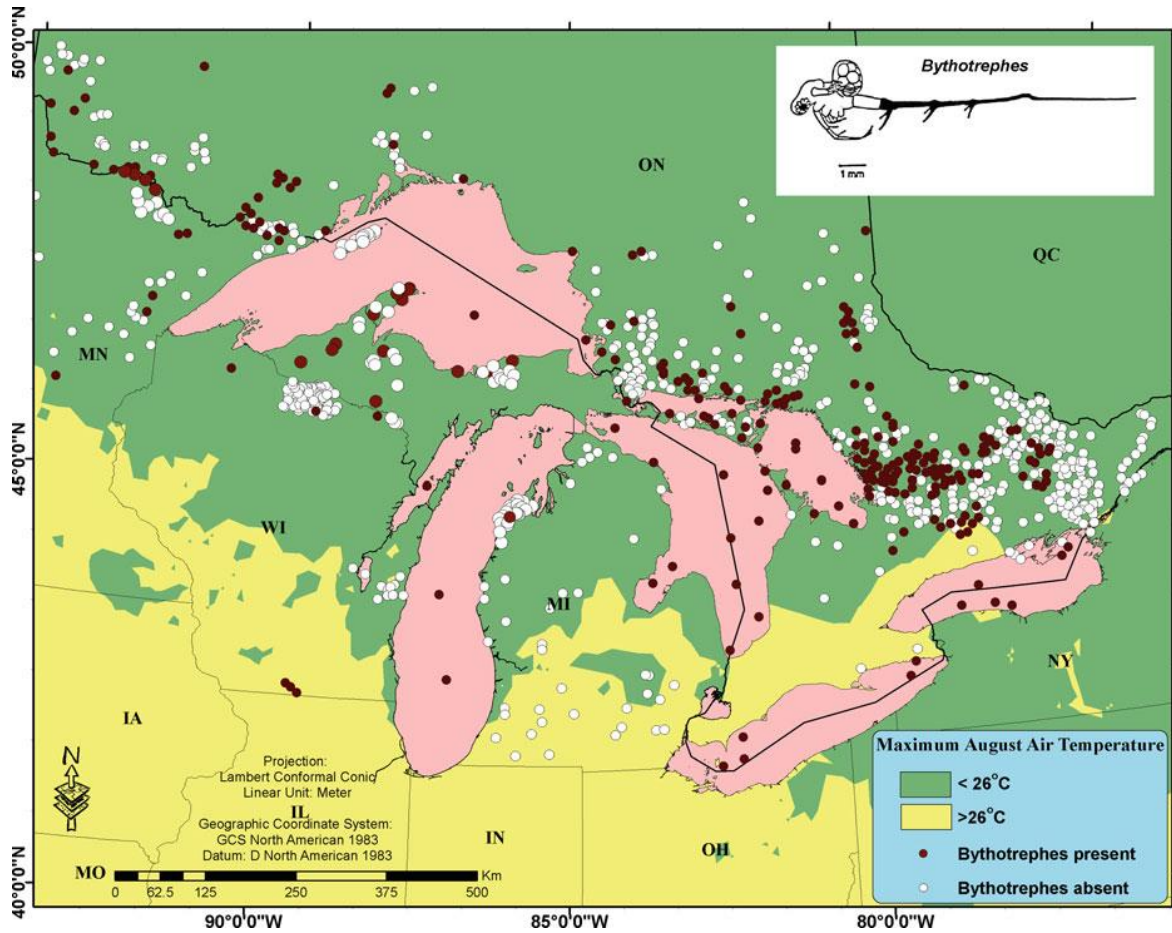 50°0'0"N
45°0'0"N
40°0'0"N
Bythotrephes
1 mm
ON
QC
MN
WI
MI
NY
IA
N
Projection:
Lambert Conformal Conic
Linear Unit: Meter
IL
Geographic Coordinate System:
GCS North American 1983
Datum: D North American 1983
IN
OH
MO
Km
0 62.5 125 250 375 500
Maximum August Air Temperature
< 26°C
>26°C
Bythotrephes present
Bythotrephes absent
90°0'0"W 85°0'0"W 80°0'0"W